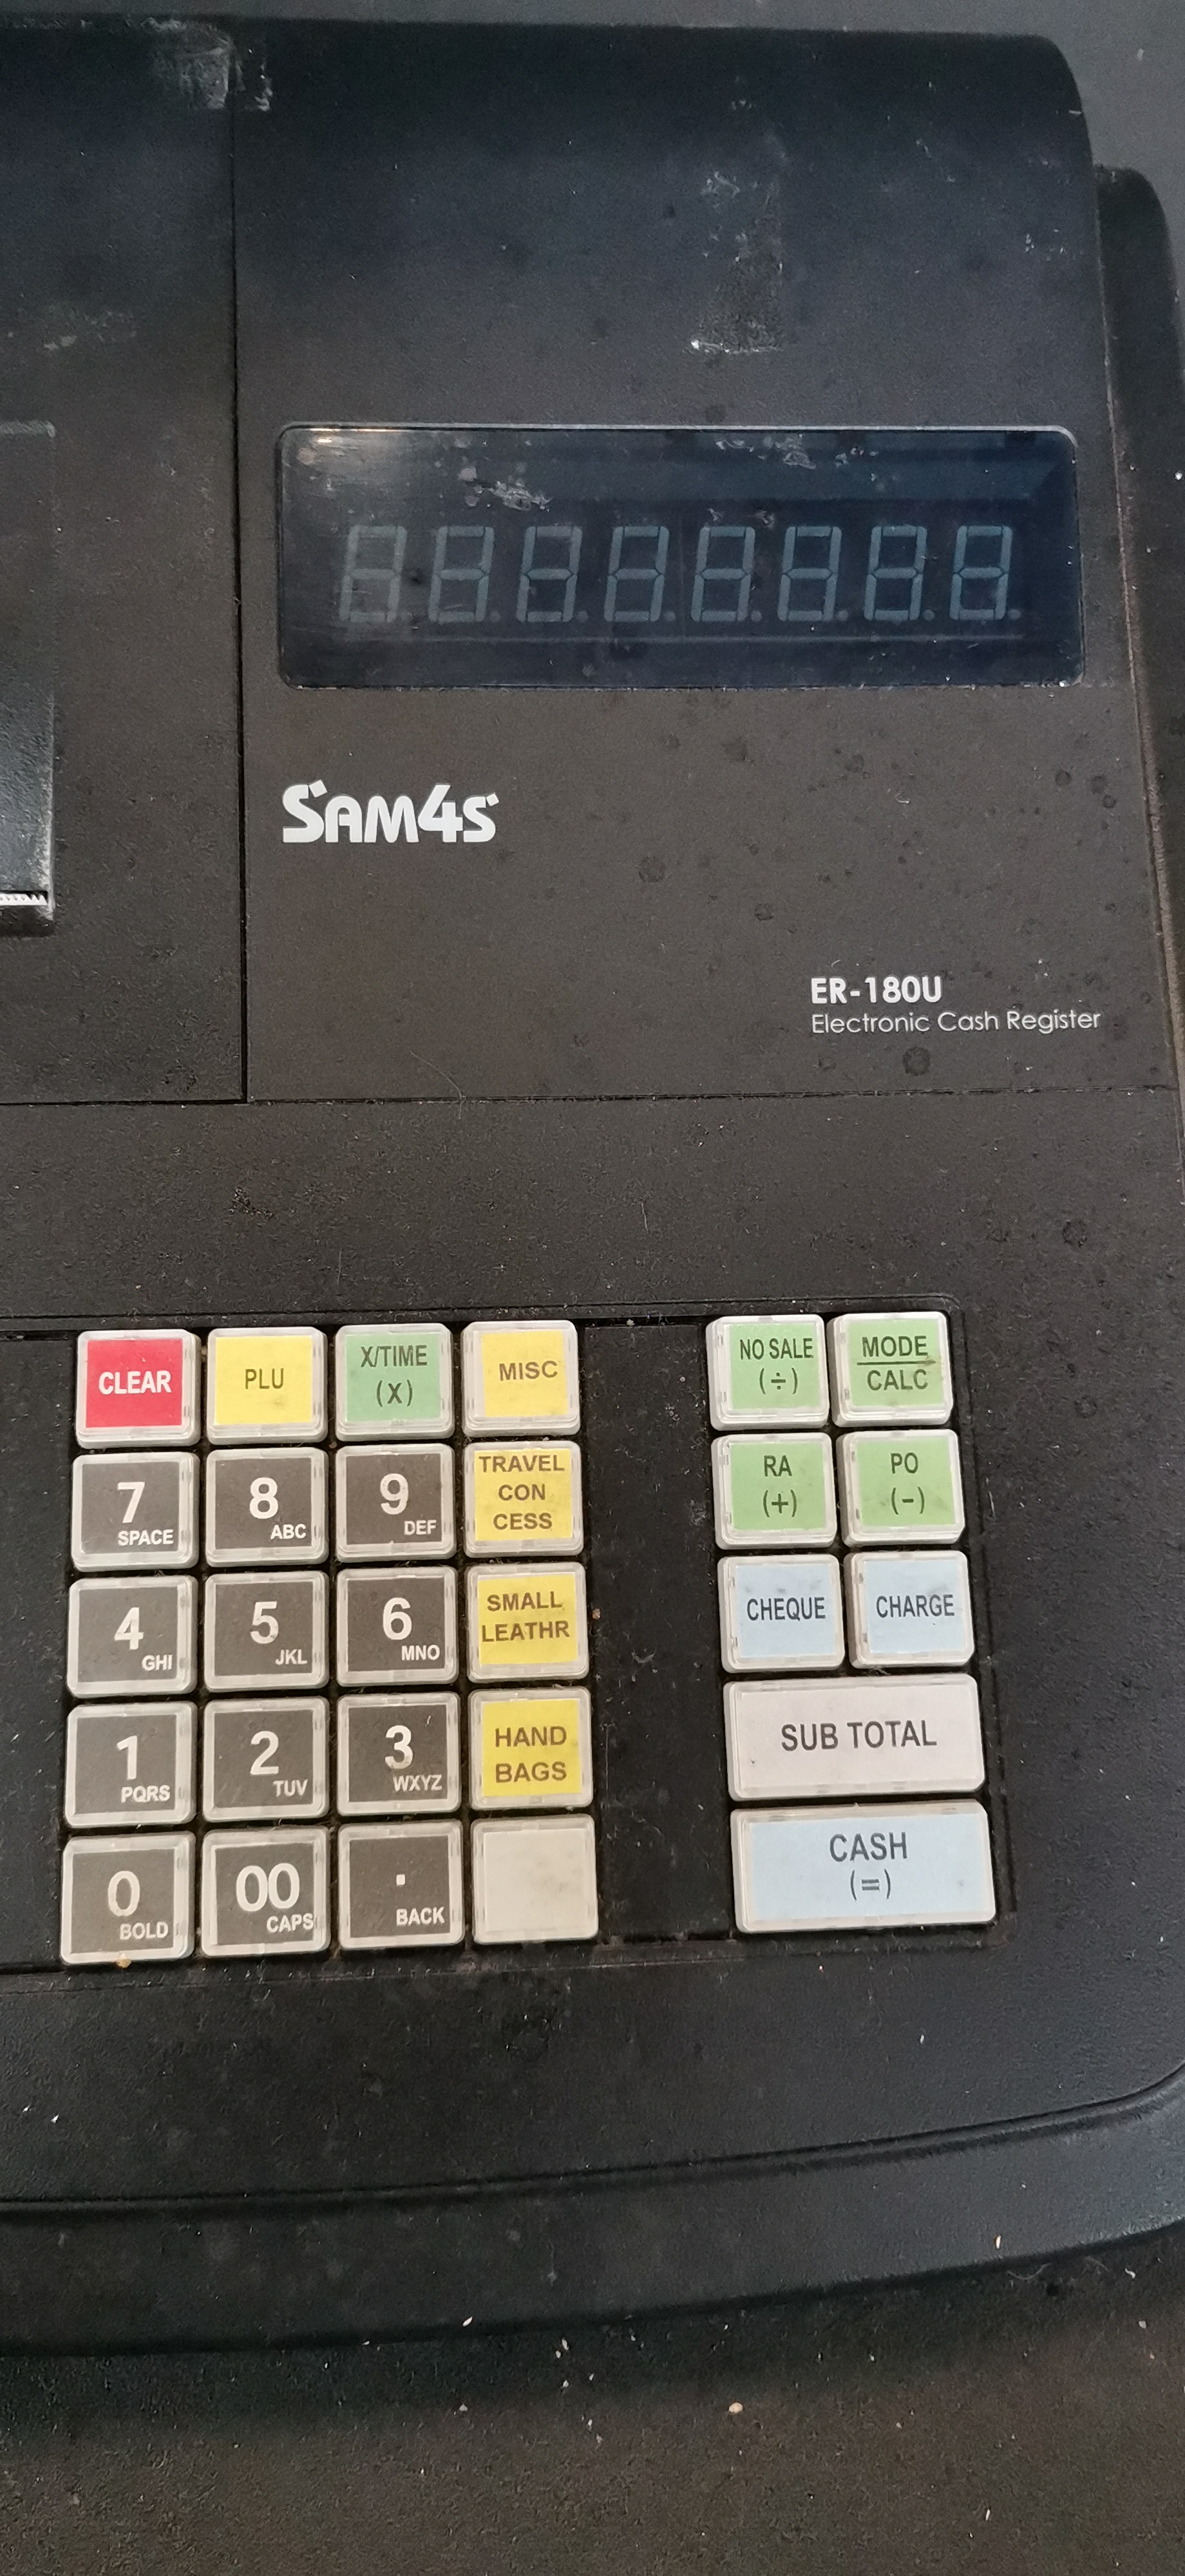 SAM4S
ER-180U
Electronic Cash Register
CLEAR
PLU
X/TIME
(X)
MISC
NO SALE
(÷)
MODE
CALC
7
SPACE
8
ABC
9
DEF
TRAVEL
CON
CESS
RA
(+)
PO
(-)
4
GHI
5
JKL
6
MNO
SMALL
LEATHR
CHEQUE
CHARGE
1
PQRS
2
TUV
3
WXYZ
HAND
BAGS
SUB TOTAL
0
BOLD
00
CAPS
.
BACK
CASH
(=)